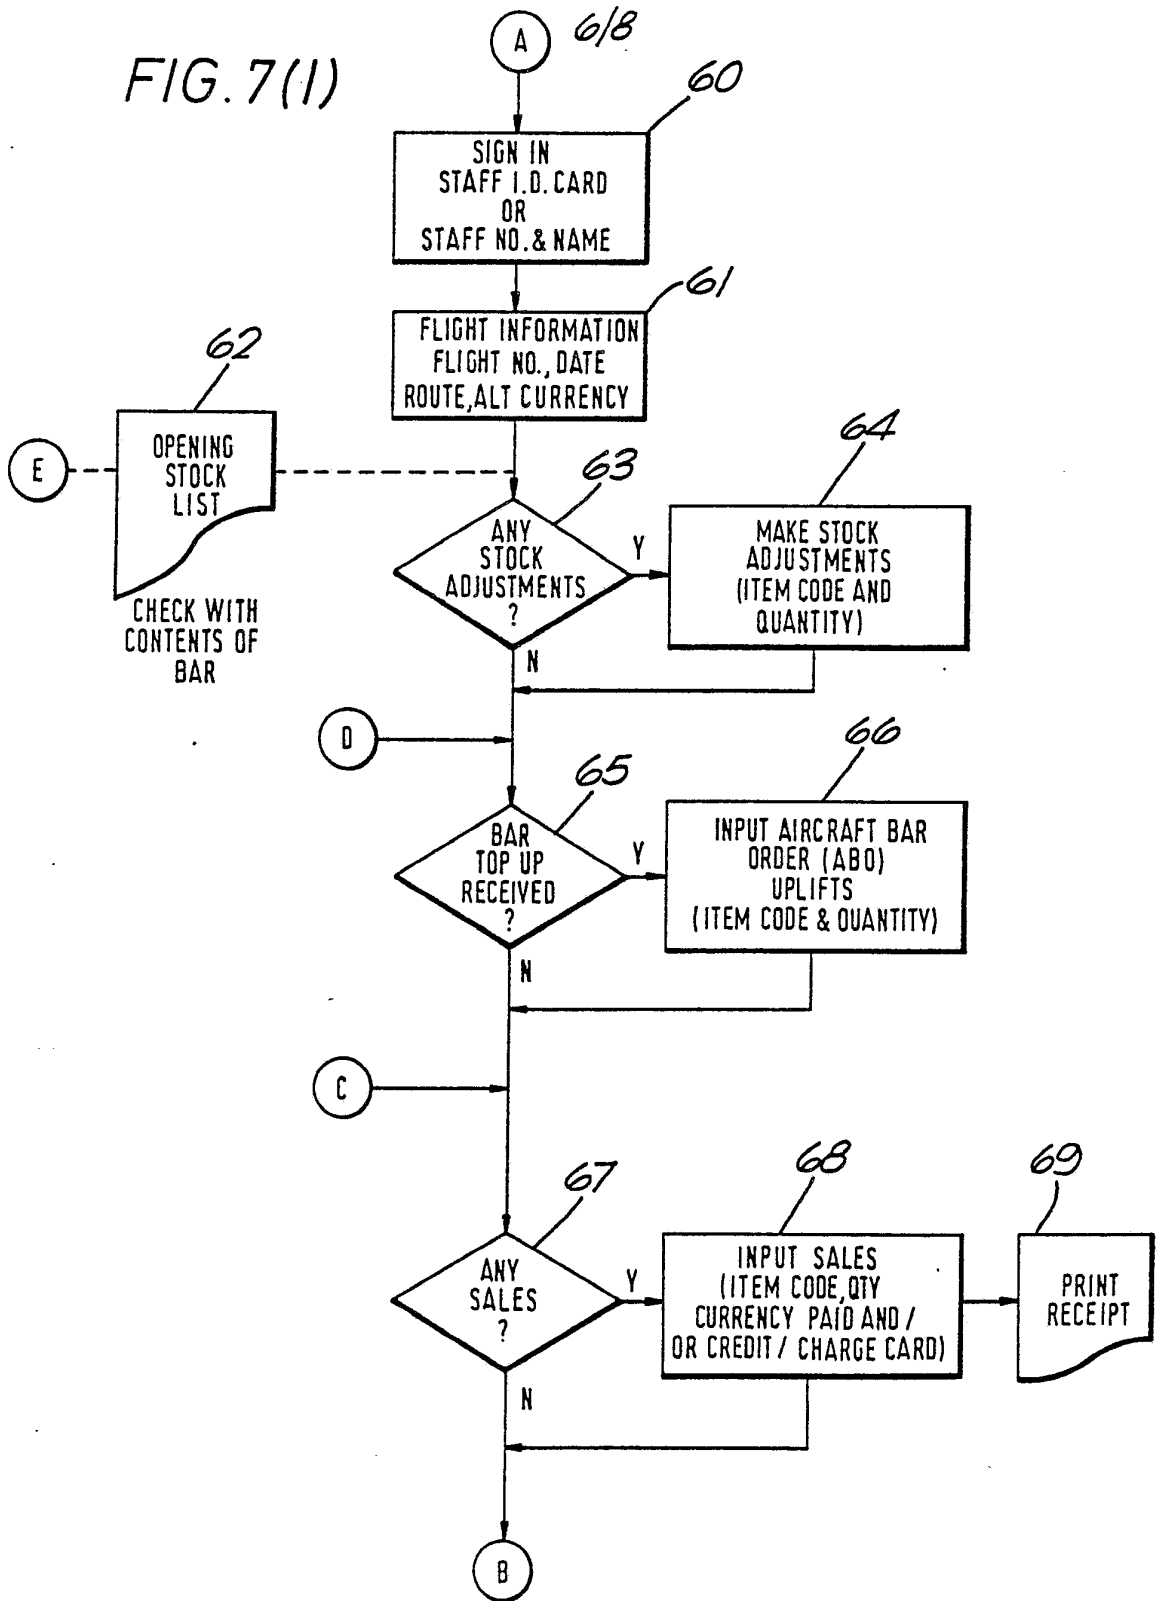 A
6/8
FIG. 7(1)
60
SIGN IN
STAFF I.D. CARD
OR
STAFF NO. & NAME
61
FLIGHT INFORMATION
FLIGHT NO., DATE
ROUTE, ALT CURRENCY
62
OPENING
STOCK
LIST
E
CHECK WITH
CONTENTS OF
BAR
63
ANY
STOCK
ADJUSTMENTS
?
Y
N
64
MAKE STOCK
ADJUSTMENTS
(ITEM CODE AND
QUANTITY)
D
65
BAR
TOP UP
RECEIVED
?
Y
N
66
INPUT AIRCRAFT BAR
ORDER (ABO)
UPLIFTS
(ITEM CODE & QUANTITY)
C
67
ANY
SALES
?
Y
N
68
INPUT SALES
(ITEM CODE, QTY
CURRENCY PAID AND /
OR CREDIT / CHARGE CARD)
69
PRINT
RECEIPT
B